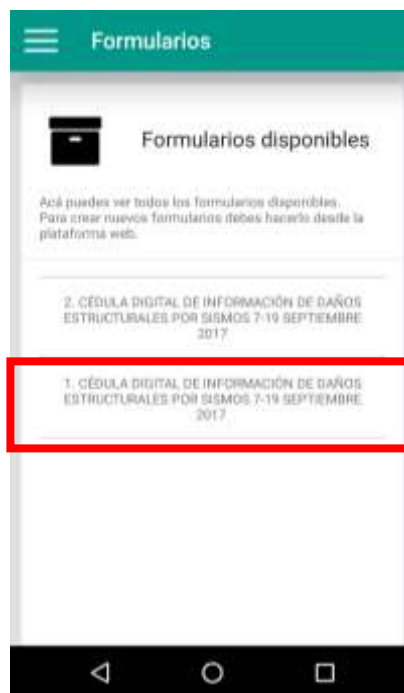 Formularios
Formularios disponibles
Acá puedes ver todos los formularios disponibles.
Para crear nuevos formularios debes hacerlo desde la
plataforma web.
2. CÉDULA DIGITAL DE INFORMACIÓN DE DAÑOS
ESTRUCTURALES POR SISMOS 7-19 SEPTIEMBRE
2017
1. CÉDULA DIGITAL DE INFORMACIÓN DE DAÑOS
ESTRUCTURALES POR SISMOS 7-19 SEPTIEMBRE
2017